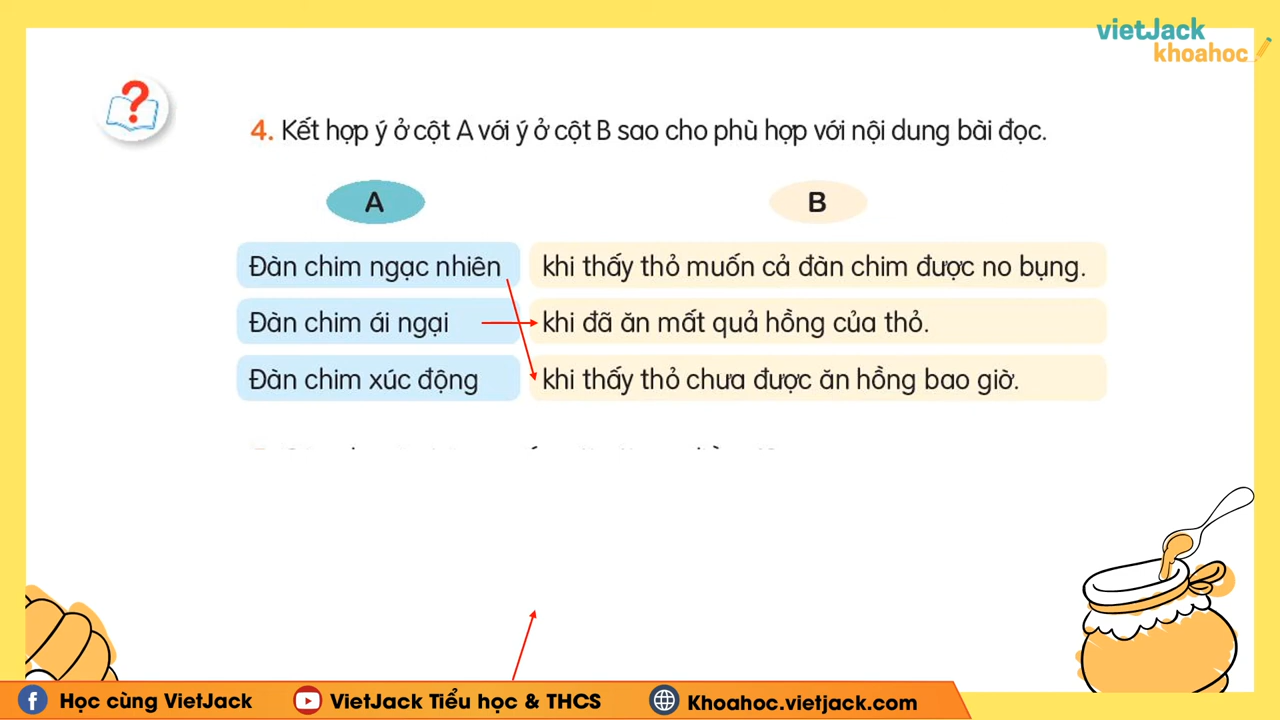 vietJack
khoahoc
4. Kết hợp ý ở cột A với ý ở cột B sao cho phù hợp với nội dung bài đọc.
A
B
Đàn chim ngạc nhiên
khi thấy thỏ muốn cả đàn chim được no bụng.
Đàn chim ái ngại
khi đã ăn mất quả hồng của thỏ.
Đàn chim xúc động
khi thấy thỏ chưa được ăn hồng bao giờ.
Học cùng VietJack
VietJack Tiểu học & THCS
Khoahoc.vietjack.com